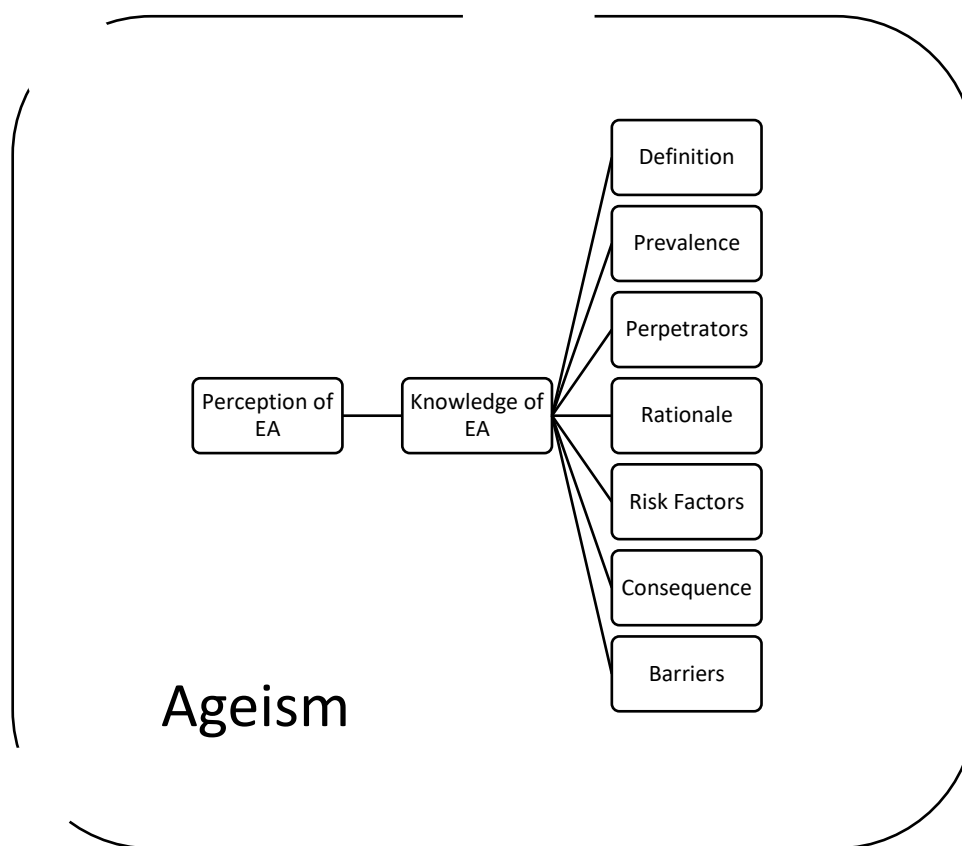 Definition
Prevalence
Perpetrators
Perception of
EA
Knowledge of
EA
Rationale
Risk Factors
Consequence
Barriers
Ageism